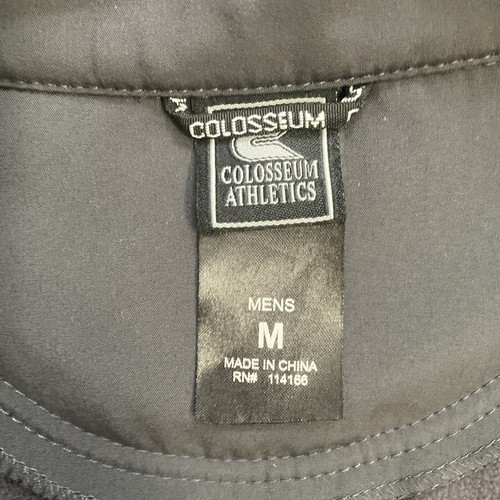 COLOSSEUM
COLOSSEUM
ATHLETICS
MENS
M
MADE IN CHINA
RN# 114166